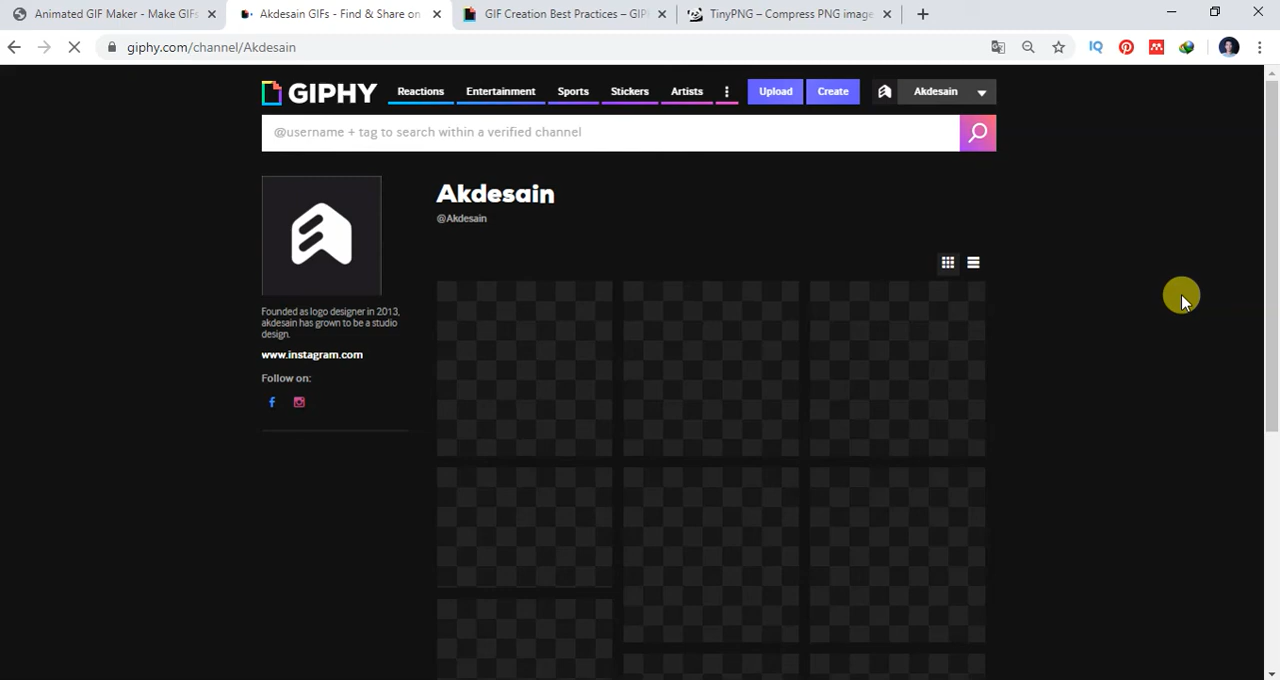 Animated GIF Maker - Make GIFs
Akdesain GIFs - Find & Share on
GIF Creation Best Practices – GIP
TinyPNG – Compress PNG image
giphy.com/channel/Akdesain
IQ
GIPHY
Reactions
Entertainment
Sports
Stickers
Artists
Upload
Create
Akdesain
@username + tag to search within a verified channel
Akdesain
@Akdesain
Founded as logo designer in 2013,
akdesain has grown to be a studio
design.
www.instagram.com
Follow on: